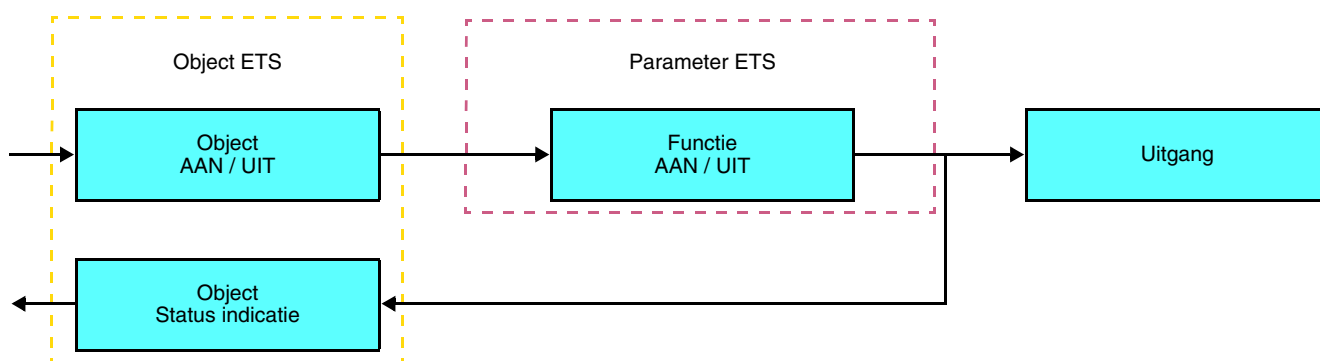 Object ETS
Parameter ETS
Object
AAN / UIT
Functie
AAN / UIT
Uitgang
Object
Status indicatie